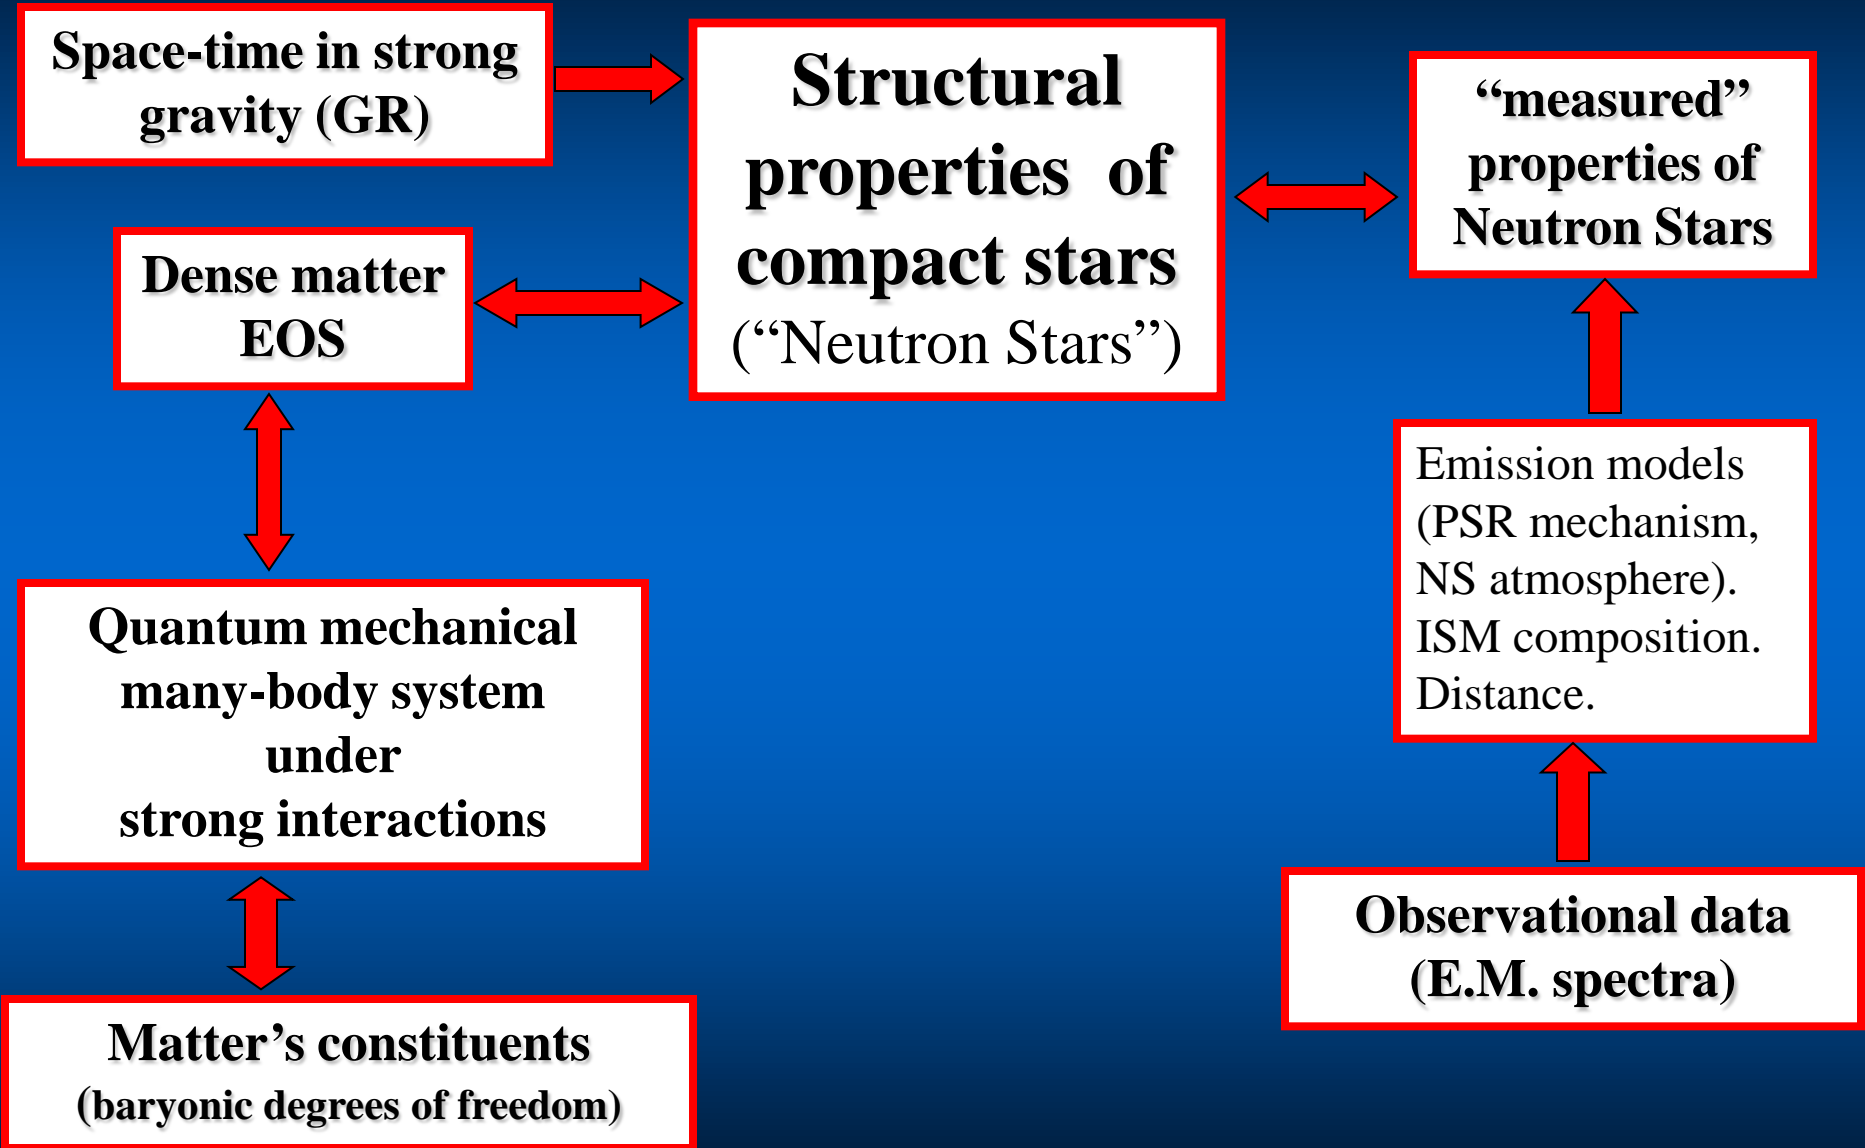 Space-time in strong
gravity (GR)
Structural
properties of
compact stars
(“Neutron Stars”)
“measured”
properties of
Neutron Stars
Dense matter
EOS
Emission models
(PSR mechanism,
NS atmosphere).
ISM composition.
Distance.
Quantum mechanical
many-body system
under
strong interactions
Observational data
(E.M. spectra)
Matter’s constituents
(baryonic degrees of freedom)